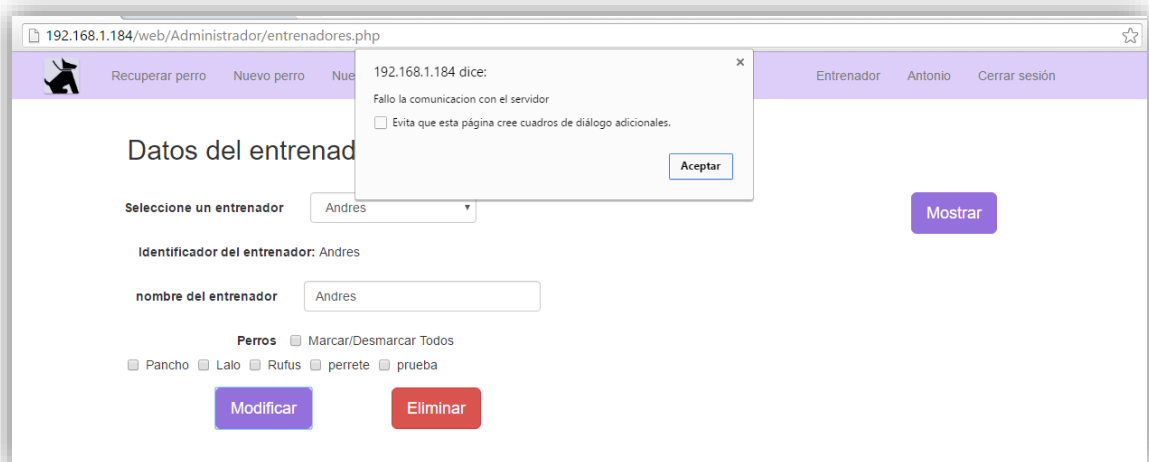 192.168.1.184/web/Administrador/entrenadores.php
Recuperar perro Nuevo perro Nue Entrenador Antonio Cerrar sesión
192.168.1.184 dice:
Fallo la comunicacion con el servidor
Evita que esta página cree cuadros de diálogo adicionales.
Aceptar
Datos del entrenad
Seleccione un entrenador Andres Mostrar
Identificador del entrenador: Andres
nombre del entrenador Andres
Perros Marcar/Desmarcar Todos
Pancho Lalo Rufus perrete prueba
Modificar Eliminar